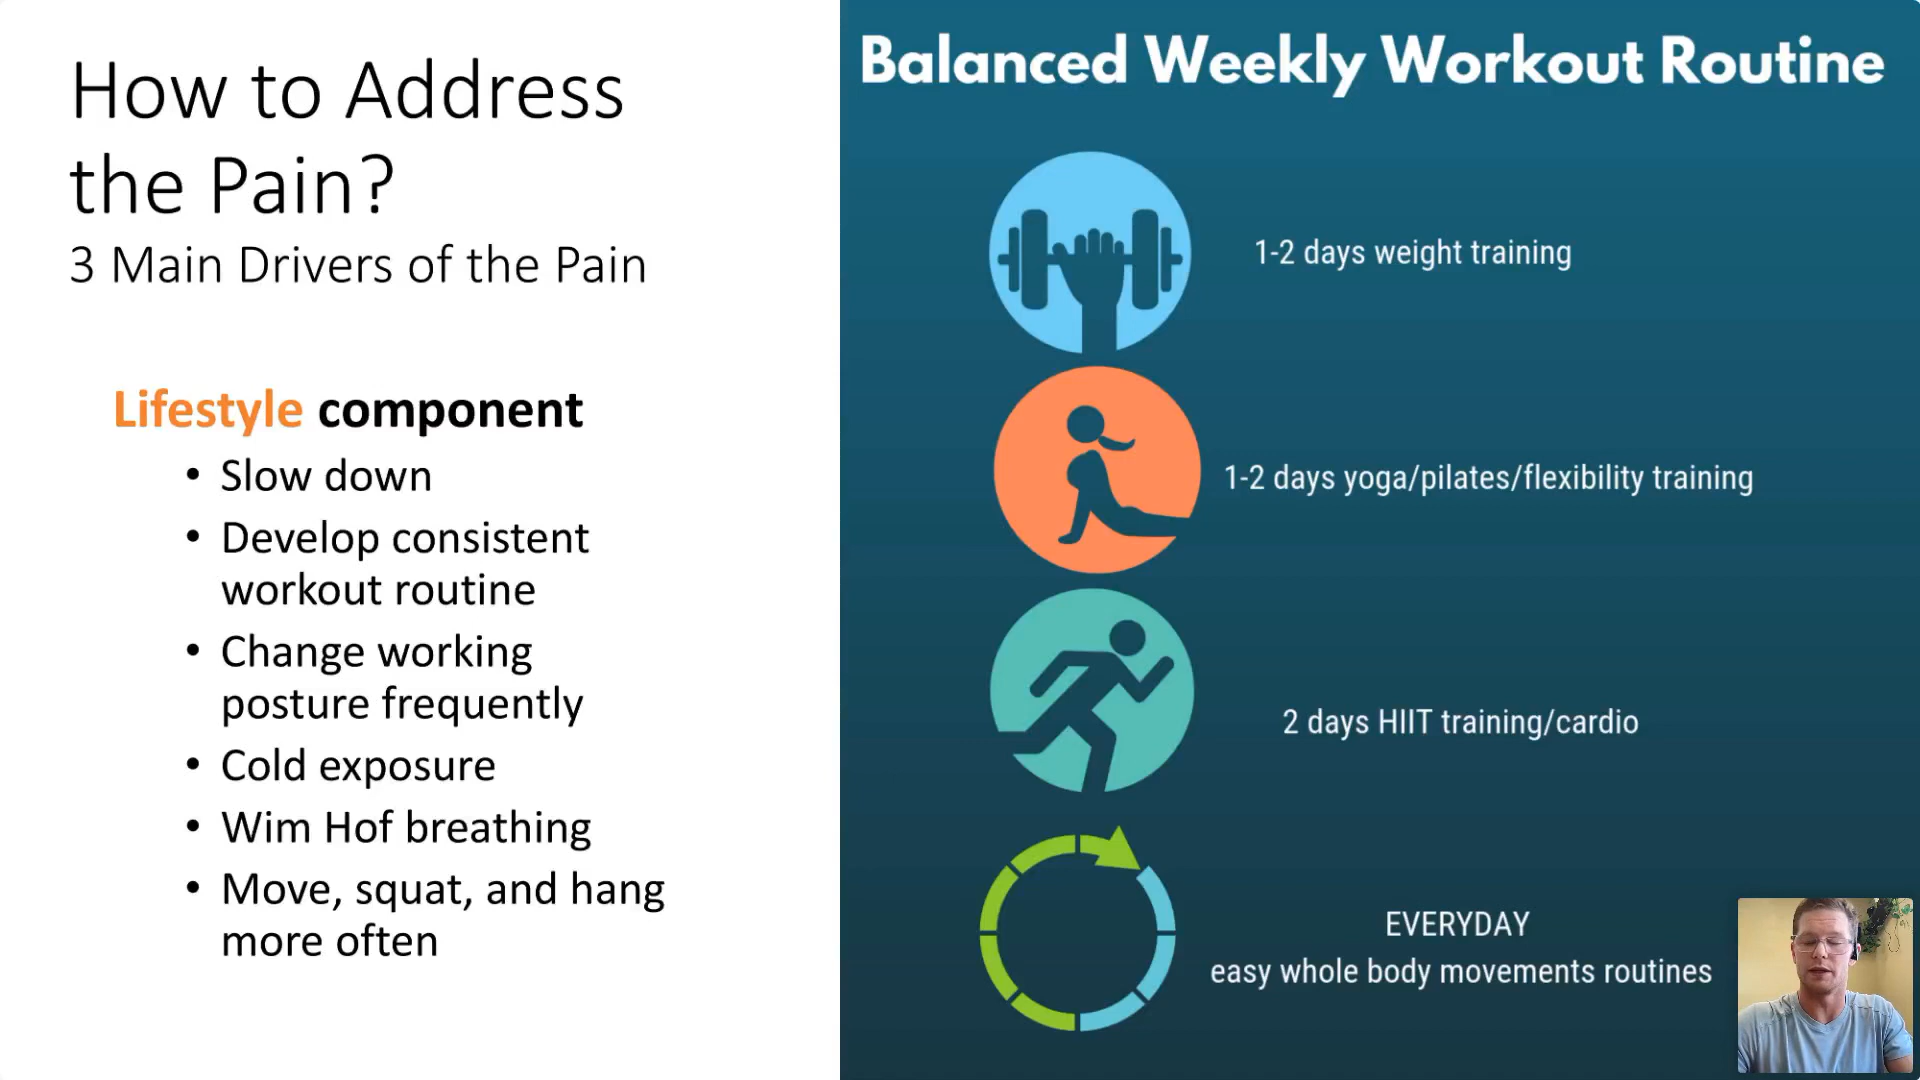 How to Address
the Pain?
3 Main Drivers of the Pain
Lifestyle component
• Slow down
• Develop consistent
workout routine
• Change working
posture frequently
• Cold exposure
• Wim Hof breathing
• Move, squat, and hang
more often
Balanced Weekly Workout Routine
1-2 days weight training
1-2 days yoga/pilates/flexibility training
2 days HIIT training/cardio
EVERYDAY
easy whole body movements routines